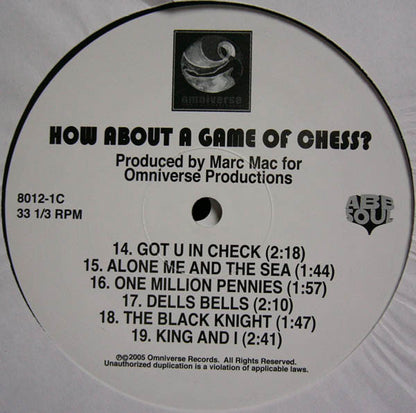 omniverse
HOW ABOUT A GAME OF CHESS?
Produced by Marc Mac for
Omniverse Productions
8012-1C
33 1/3 RPM
ABB
SOUL
14. GOT U IN CHECK (2:18)
15. ALONE ME AND THE SEA (1:44)
16. ONE MILLION PENNIES (1:57)
17. DELLS BELLS (2:10)
18. THE BLACK KNIGHT (1:47)
19. KING AND I (2:41)
℗©2005 Omniverse Records. All Rights Reserved.
Unauthorized duplication is a violation of applicable laws.